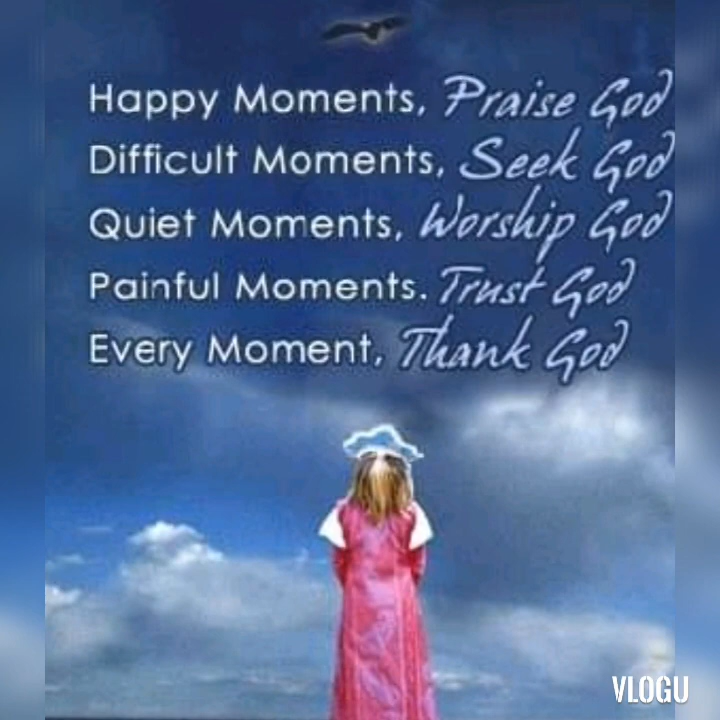 Happy Moments, Praise God
Difficult Moments, Seek God
Quiet Moments, Worship God
Painful Moments. Trust God
Every Moment, Thank God
VLOGU